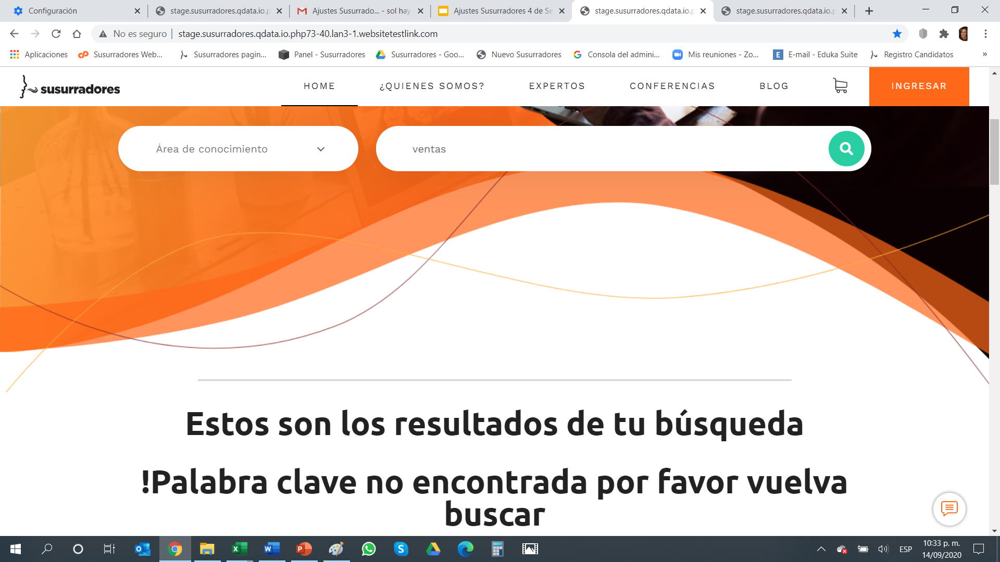 Configuración
stage.susurradores.qdata.io.p
Ajustes Susurrado... - sol hay
Ajustes Susurradores 4 de Se
stage.susurradores.qdata.io.p
stage.susurradores.qdata.io.p
No es seguro
stage.susurradores.qdata.io.php73-40.lan3-1.websitetestlink.com
Aplicaciones
Susurradores Web...
Susurradores pagin...
Panel - Susurradores
Susurradores - Goo...
Nuevo Susurradores
Consola del admini...
Mis reuniones - Zo...
E-mail - Eduka Suite
Registro Candidatos
»
susurradores
HOME
¿QUIENES SOMOS?
EXPERTOS
CONFERENCIAS
BLOG
INGRESAR
Área de conocimiento
ventas
Estos son los resultados de tu búsqueda
!Palabra clave no encontrada por favor vuelva
buscar
ESP
10:33 p. m.
14/09/2020